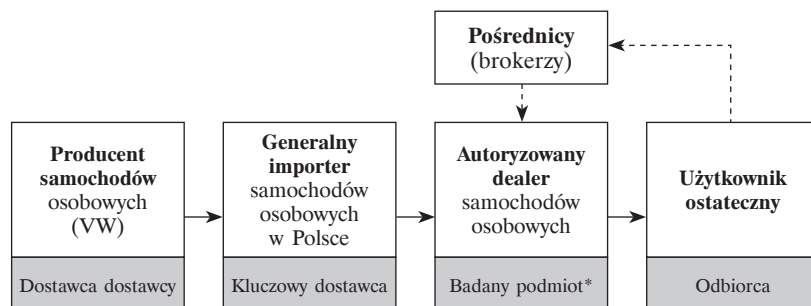 Pośrednicy
(brokerzy)
Producent
samochodów
osobowych
(VW)
Dostawca dostawcy
Generalny
importer
samochodów
osobowych
w Polsce
Kluczowy dostawca
Autoryzowany
dealer
samochodów
osobowych
Badany podmiot*
Użytkownik
ostateczny
Odbiorca